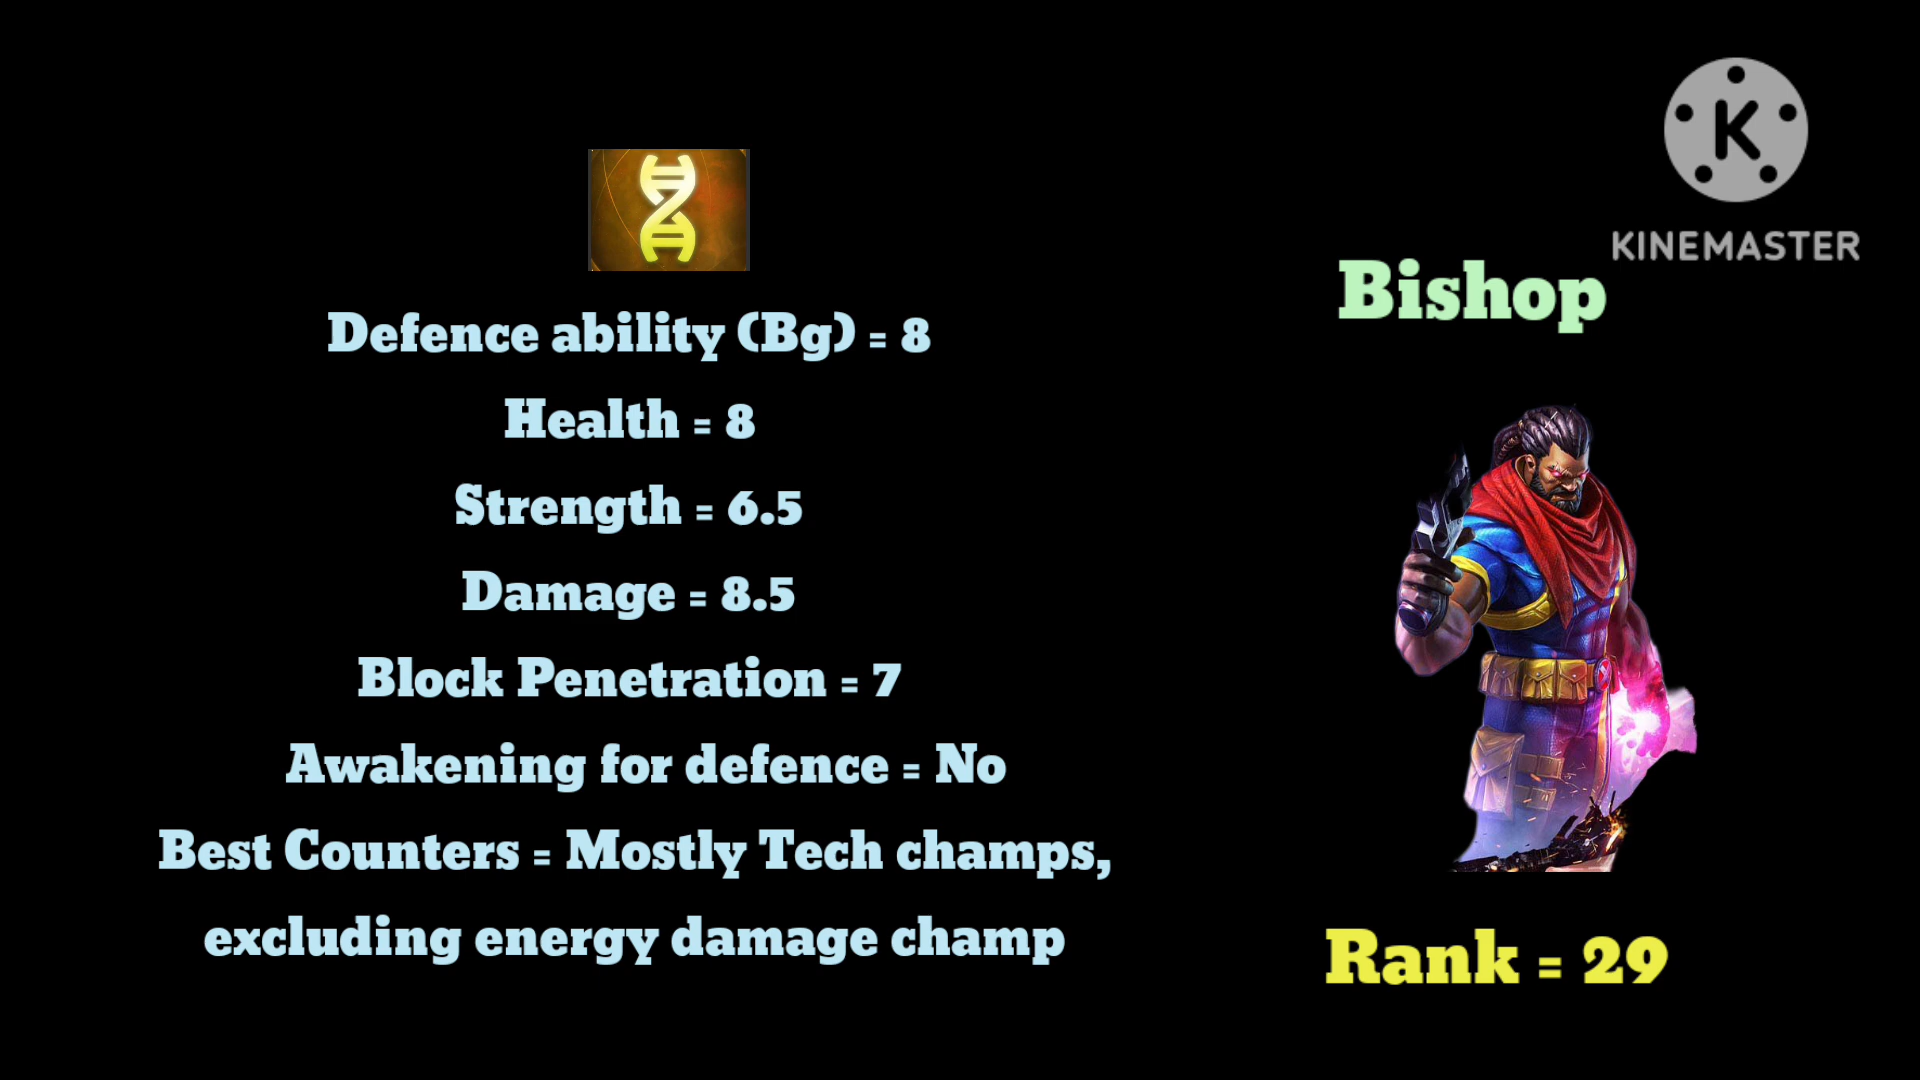 K
KINEMASTER
Bishop
Defence ability (Bg) = 8
Health = 8
Strength = 6.5
Damage = 8.5
Block Penetration = 7
Awakening for defence = No
Best Counters = Mostly Tech champs,
excluding energy damage champ
Rank = 29